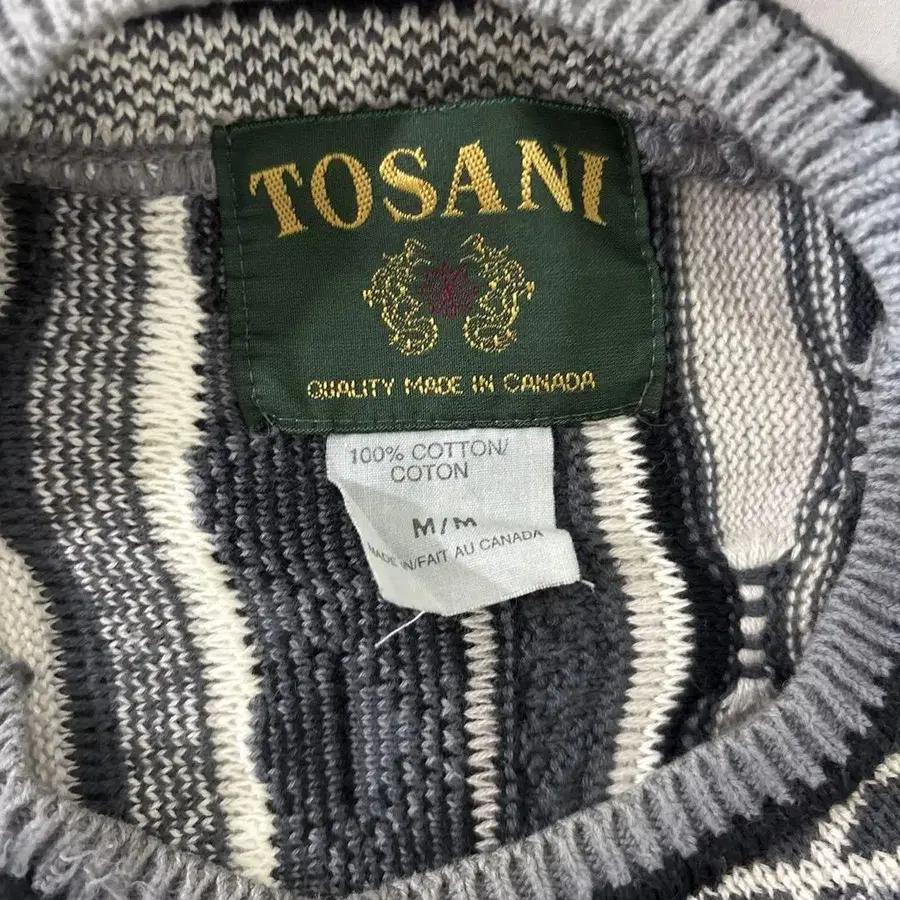 TOSANI
QUALITY MADE IN CANADA
100% COTTON/
COTON
M/M
MADE IN/FAIT AU CANADA